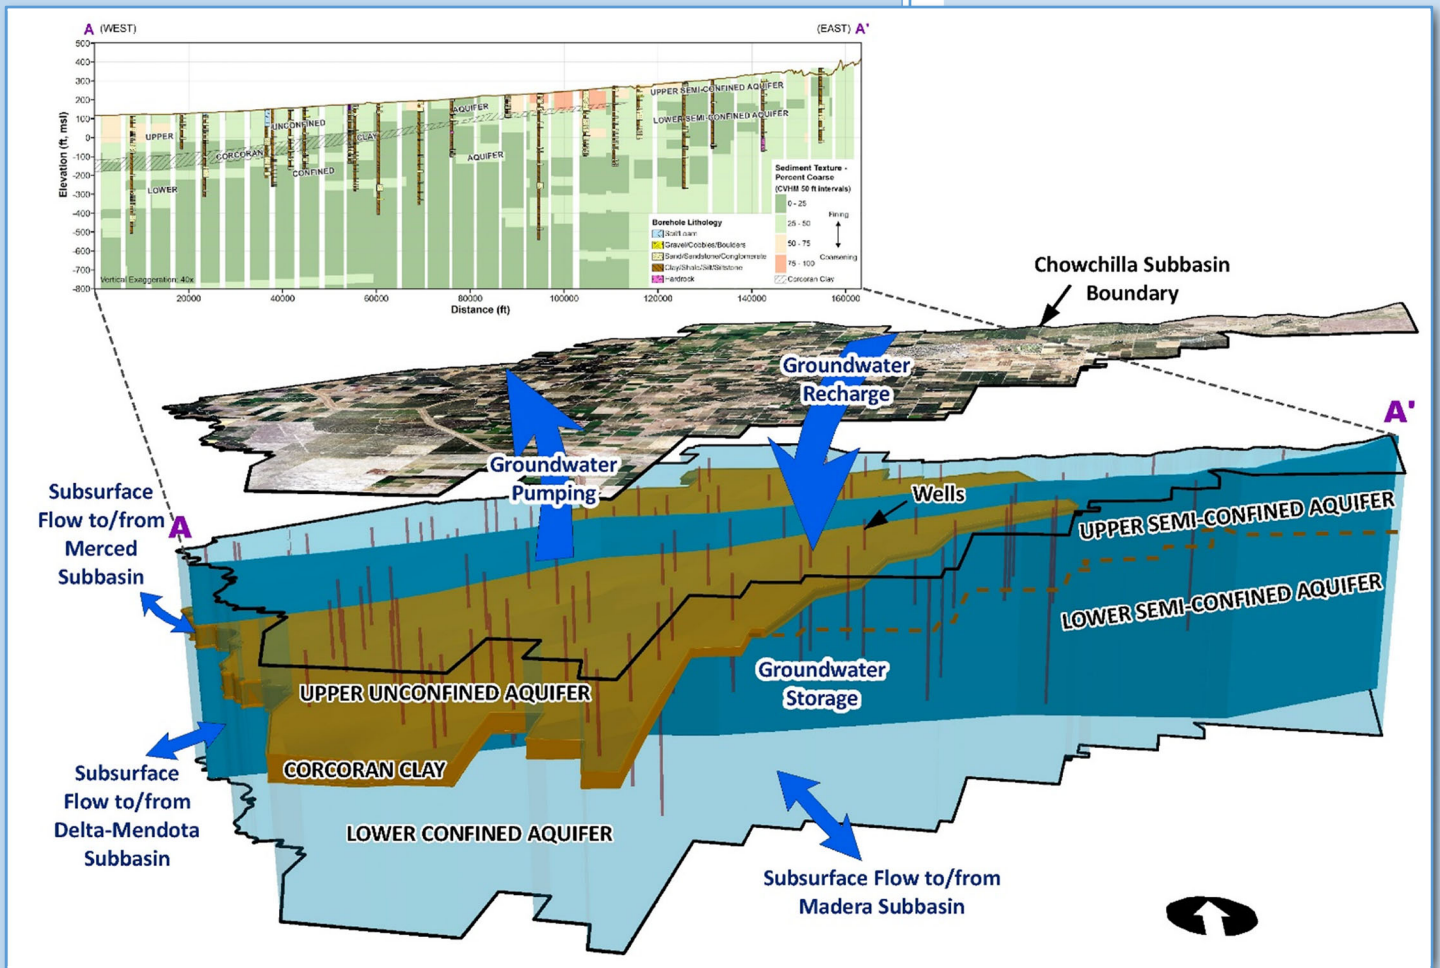 A (WEST)
(EAST) A'
500
400
300
200
100
0
-100
-200
-300
-400
-500
-600
-700
-800
Elevation (ft, msl)
UPPER
UNCONFINED
AQUIFER
UPPER SEMI-CONFINED AQUIFER
CORCORAN
CLAY
LOWER SEMI-CONFINED AQUIFER
LOWER
CONFINED
AQUIFER
Vertical Exaggeration: 40x
Borehole Lithology
Soil/Loam
Gravel/Cobbles/Boulders
Sand/Sandstone/Conglomerate
Clay/Shale/Silt/Siltstone
Hardrock
Sediment Texture -
Percent Coarse
(CVHM 50 ft intervals)
0 - 25
25 - 50
50 - 75
75 - 100
Fining
Coarsening
Corcoran Clay
20000
40000
60000
80000
100000
120000
140000
160000
Distance (ft)
Chowchilla Subbasin
Boundary
Groundwater
Recharge
A'
Groundwater
Pumping
Wells
Subsurface
Flow to/from
Merced
Subbasin
A
UPPER SEMI-CONFINED AQUIFER
LOWER SEMI-CONFINED AQUIFER
Groundwater
Storage
UPPER UNCONFINED AQUIFER
CORCORAN CLAY
Subsurface
Flow to/from
Delta-Mendota
Subbasin
LOWER CONFINED AQUIFER
Subsurface Flow to/from
Madera Subbasin